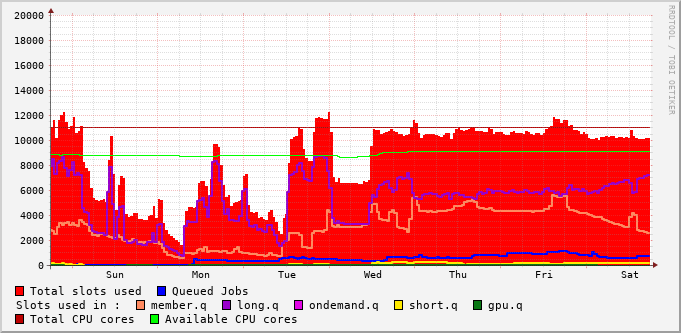 RRDTOOL / TOBI OETIKER
20000
18000
16000
14000
12000
10000
8000
6000
4000
2000
0
Sun Mon Tue Wed Thu Fri Sat
Total slots used Queued Jobs
Slots used in : member.q long.q ondemand.q short.q gpu.q
Total CPU cores Available CPU cores